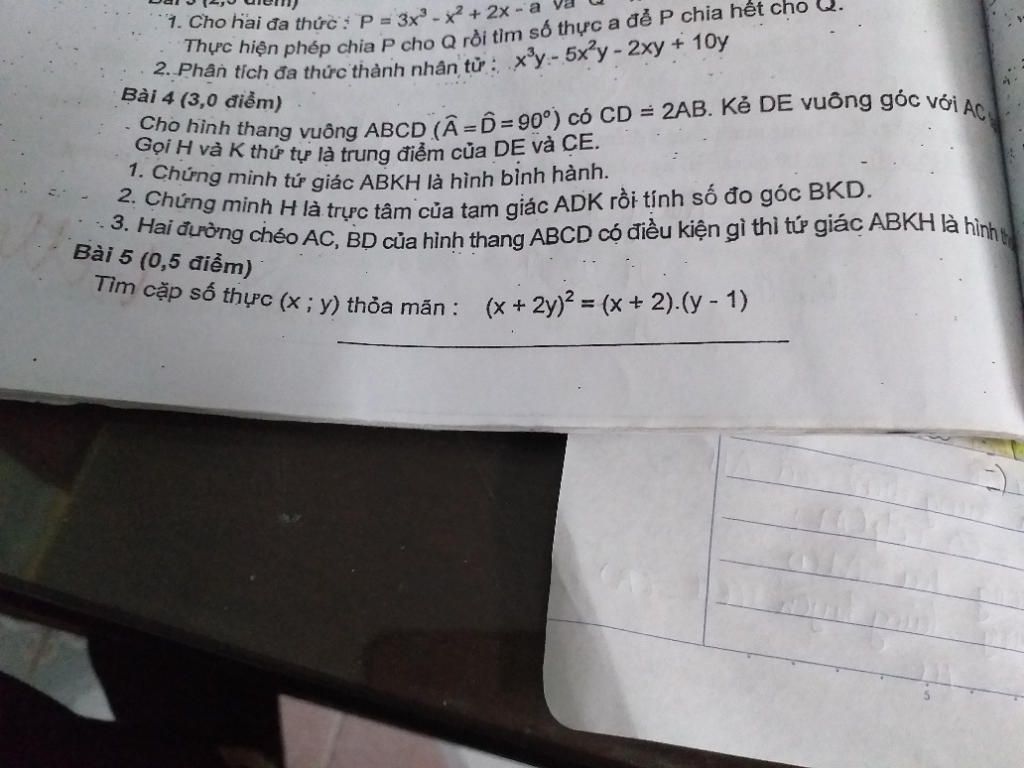 1. Cho hai đa thức : P = 3x³ - x² + 2x - a và
Thực hiện phép chia P cho Q rồi tìm số thực a để P chia hết cho Q.
2. Phân tích đa thức thành nhân tử : x³y - 5x²y - 2xy + 10y
Bài 4 (3,0 điểm)
Cho hình thang vuông ABCD (Â = D̂ = 90°) có CD = 2AB. Kẻ DE vuông góc với AC
Gọi H và K thứ tự là trung điểm của DE và CE.
1. Chứng minh tứ giác ABKH là hình bình hành.
2. Chứng minh H là trực tâm của tam giác ADK rồi tính số đo góc BKD.
3. Hai đường chéo AC, BD của hình thang ABCD có điều kiện gì thì tứ giác ABKH là hình
Bài 5 (0,5 điểm)
Tìm cặp số thực (x ; y) thỏa mãn : (x + 2y)² = (x + 2).(y - 1)
5